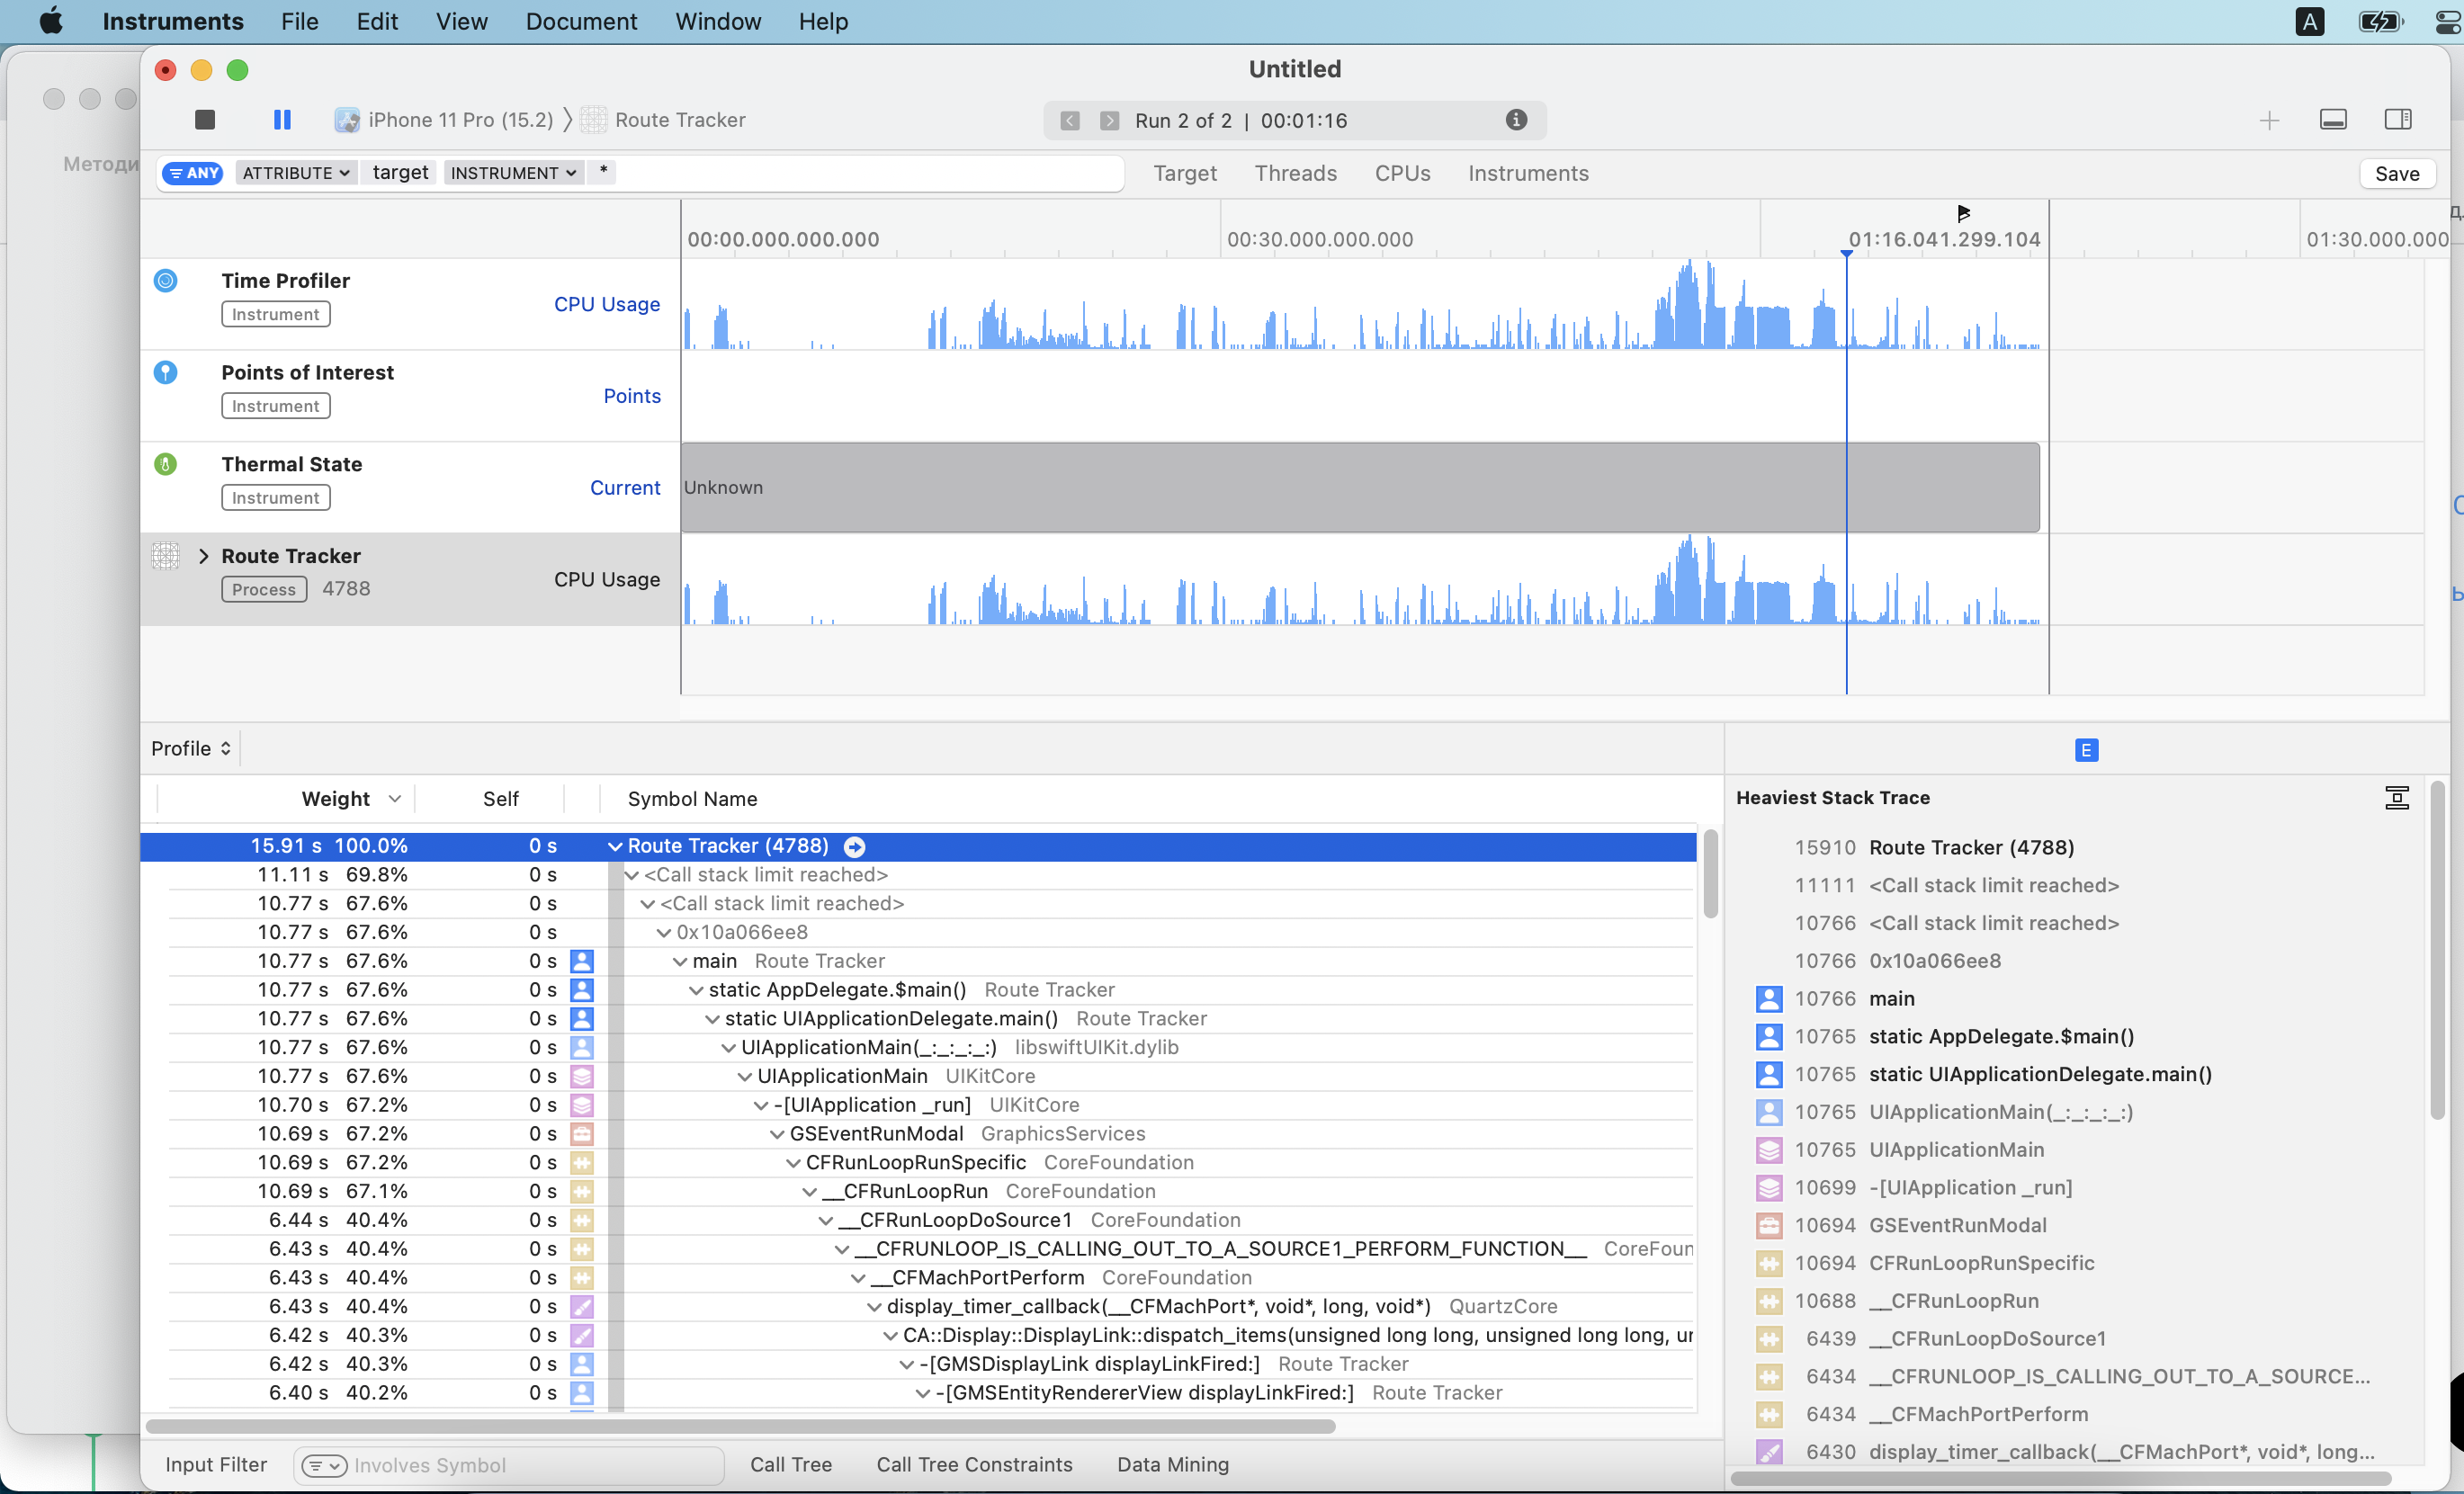 Instruments File Edit View Document Window Help A
Untitled
iPhone 11 Pro (15.2) Route Tracker
Run 2 of 2 | 00:01:16
Методи
ANY ATTRIBUTE target INSTRUMENT *
Target Threads CPUs Instruments
Save
00:00.000.000.000 00:30.000.000.000 01:16.041.299.104 01:30.000.000
Time Profiler
Instrument
CPU Usage
Points of Interest
Instrument
Points
Thermal State
Instrument
Current
Unknown
Route Tracker
Process 4788
CPU Usage
Profile
E
Weight Self Symbol Name
15.91 s 100.0% 0 s Route Tracker (4788)
11.11 s 69.8% 0 s <Call stack limit reached>
10.77 s 67.6% 0 s <Call stack limit reached>
10.77 s 67.6% 0 s 0x10a066ee8
10.77 s 67.6% 0 s main Route Tracker
10.77 s 67.6% 0 s static AppDelegate.$main() Route Tracker
10.77 s 67.6% 0 s static UIApplicationDelegate.main() Route Tracker
10.77 s 67.6% 0 s UIApplicationMain(_:_:_:_:) libswiftUIKit.dylib
10.77 s 67.6% 0 s UIApplicationMain UIKitCore
10.70 s 67.2% 0 s -[UIApplication _run] UIKitCore
10.69 s 67.2% 0 s GSEventRunModal GraphicsServices
10.69 s 67.2% 0 s CFRunLoopRunSpecific CoreFoundation
10.69 s 67.1% 0 s __CFRunLoopRun CoreFoundation
6.44 s 40.4% 0 s __CFRunLoopDoSource1 CoreFoundation
6.43 s 40.4% 0 s __CFRUNLOOP_IS_CALLING_OUT_TO_A_SOURCE1_PERFORM_FUNCTION__ CoreFoun
6.43 s 40.4% 0 s __CFMachPortPerform CoreFoundation
6.43 s 40.4% 0 s display_timer_callback(__CFMachPort*, void*, long, void*) QuartzCore
6.42 s 40.3% 0 s CA::Display::DisplayLink::dispatch_items(unsigned long long, unsigned long long, ur
6.42 s 40.3% 0 s -[GMSDisplayLink displayLinkFired:] Route Tracker
6.40 s 40.2% 0 s -[GMSEntityRendererView displayLinkFired:] Route Tracker
Input Filter Involves Symbol Call Tree Call Tree Constraints Data Mining
Heaviest Stack Trace
15910 Route Tracker (4788)
11111 <Call stack limit reached>
10766 <Call stack limit reached>
10766 0x10a066ee8
10766 main
10765 static AppDelegate.$main()
10765 static UIApplicationDelegate.main()
10765 UIApplicationMain(_:_:_:_:)
10765 UIApplicationMain
10699 -[UIApplication _run]
10694 GSEventRunModal
10694 CFRunLoopRunSpecific
10688 __CFRunLoopRun
6439 __CFRunLoopDoSource1
6434 __CFRUNLOOP_IS_CALLING_OUT_TO_A_SOURCE...
6434 __CFMachPortPerform
6430 display_timer_callback(__CFMachPort*, void*, long...